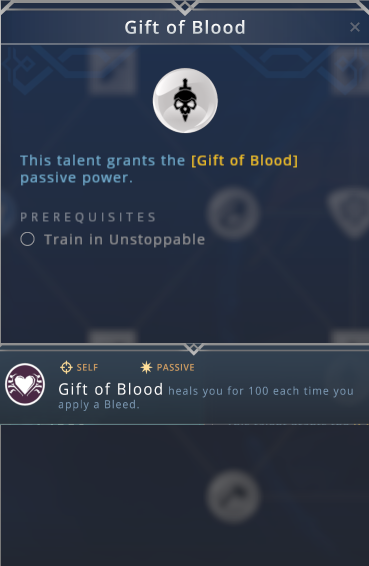 Gift of Blood
This talent grants the [Gift of Blood]
passive power.
PREREQUISITES
Train in Unstoppable
SELF PASSIVE
Gift of Blood heals you for 100 each time you
apply a Bleed.